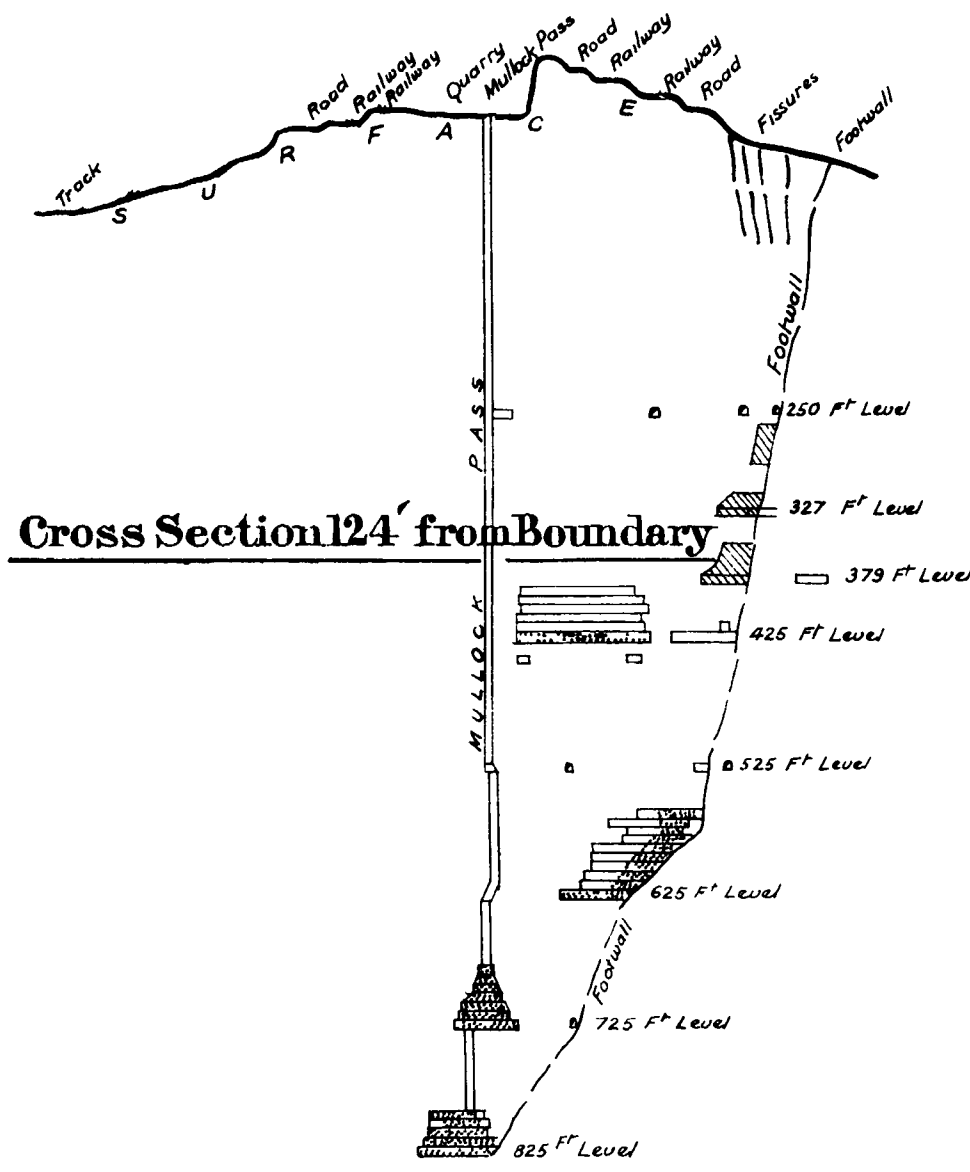 Track
Road
Railway
Railway
Quarry
Mullock Pass
Road
Railway
Railway
Road
Fissures
Footwall
S U R F A C E
Footwall
MULLOCK PASS
250 Ft Level
327 Ft Level
Cross Section 124' from Boundary
379 Ft Level
425 Ft Level
525 Ft Level
625 Ft Level
Footwall
725 Ft Level
825 Ft Level